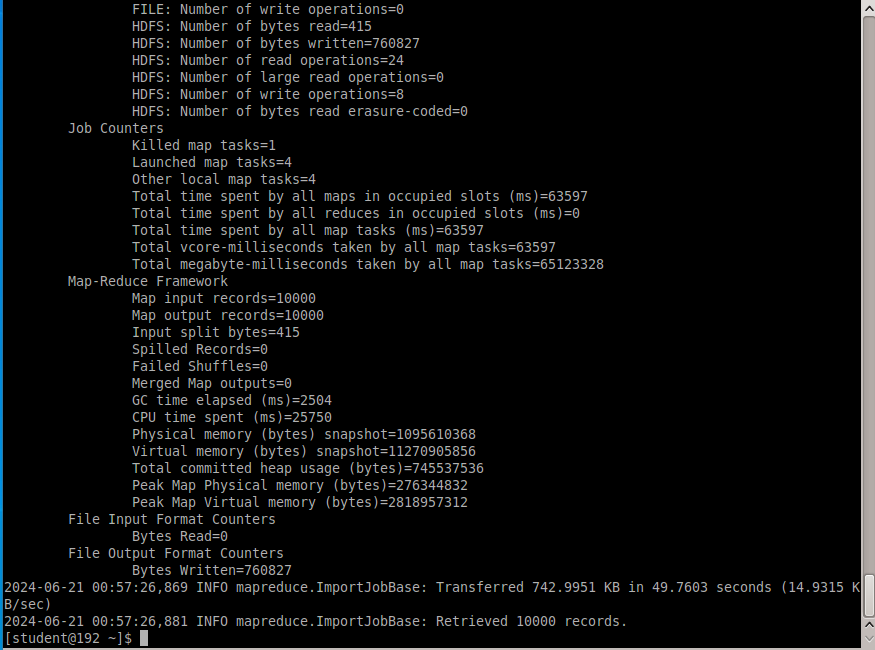 FILE: Number of write operations=0
HDFS: Number of bytes read=415
HDFS: Number of bytes written=760827
HDFS: Number of read operations=24
HDFS: Number of large read operations=0
HDFS: Number of write operations=8
HDFS: Number of bytes read erasure-coded=0
Job Counters
Killed map tasks=1
Launched map tasks=4
Other local map tasks=4
Total time spent by all maps in occupied slots (ms)=63597
Total time spent by all reduces in occupied slots (ms)=0
Total time spent by all map tasks (ms)=63597
Total vcore-milliseconds taken by all map tasks=63597
Total megabyte-milliseconds taken by all map tasks=65123328
Map-Reduce Framework
Map input records=10000
Map output records=10000
Input split bytes=415
Spilled Records=0
Failed Shuffles=0
Merged Map outputs=0
GC time elapsed (ms)=2504
CPU time spent (ms)=25750
Physical memory (bytes) snapshot=1095610368
Virtual memory (bytes) snapshot=11270905856
Total committed heap usage (bytes)=745537536
Peak Map Physical memory (bytes)=276344832
Peak Map Virtual memory (bytes)=2818957312
File Input Format Counters
Bytes Read=0
File Output Format Counters
Bytes Written=760827
2024-06-21 00:57:26,869 INFO mapreduce.ImportJobBase: Transferred 742.9951 KB in 49.7603 seconds (14.9315 K
B/sec)
2024-06-21 00:57:26,881 INFO mapreduce.ImportJobBase: Retrieved 10000 records.
[student@192 ~]$